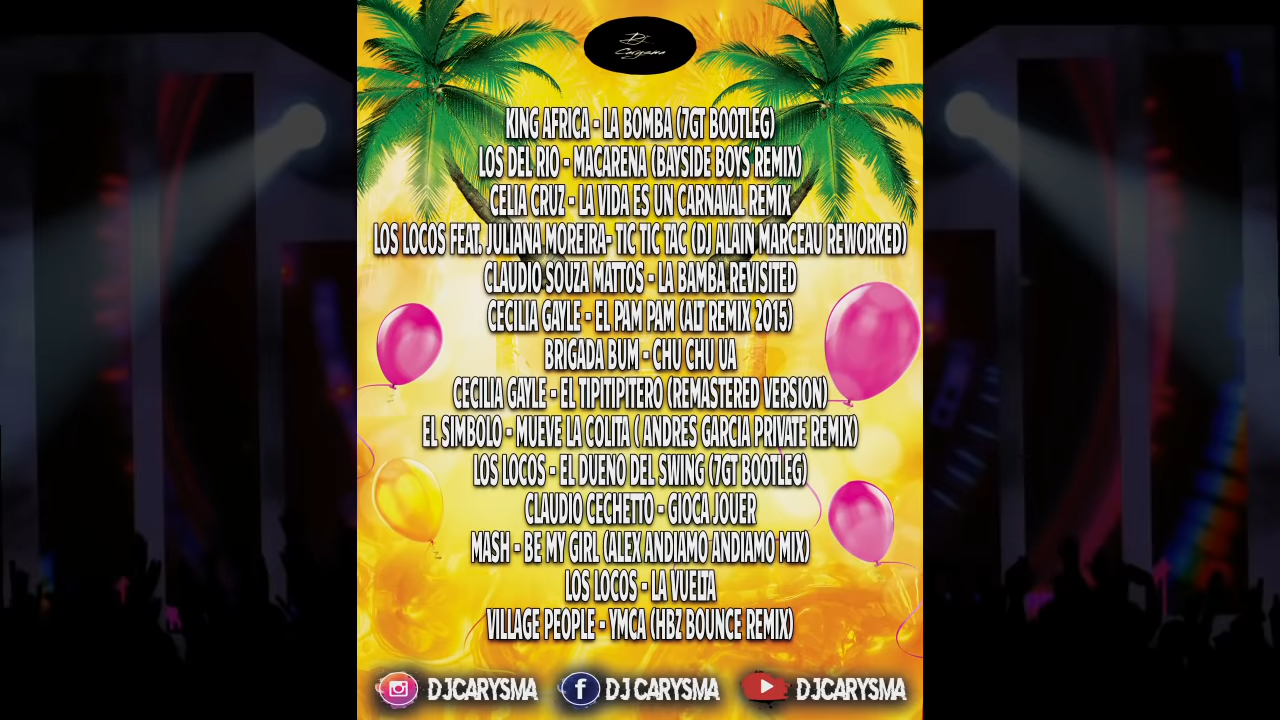 Dj
Carysma
KING AFRICA - LA BOMBA (7GT BOOTLEG)
LOS DEL RIO - MACARENA (BAYSIDE BOYS REMIX)
CELIA CRUZ - LA VIDA ES UN CARNAVAL REMIX
LOS LOCOS FEAT. JULIANA MOREIRA- TIC TIC TAC (DJ ALAIN MARCEAU REWORKED)
CLAUDIO SOUZA MATTOS - LA BAMBA REVISITED
CECILIA GAYLE - EL PAM PAM (ALT REMIX 2015)
BRIGADA BUM - CHU CHU UA
CECILIA GAYLE - EL TIPITIPITERO (REMASTERED VERSION)
EL SIMBOLO - MUEVE LA COLITA ( ANDRES GARCIA PRIVATE REMIX)
LOS LOCOS - EL DUENO DEL SWING (7GT BOOTLEG)
CLAUDIO CECHETTO - GIOCA JOUER
MASH - BE MY GIRL (ALEX ANDIAMO ANDIAMO MIX)
LOS LOCOS - LA VUELTA
VILLAGE PEOPLE - YMCA (HBZ BOUNCE REMIX)
DJCARYSMA f DJ CARYSMA DJCARYSMA